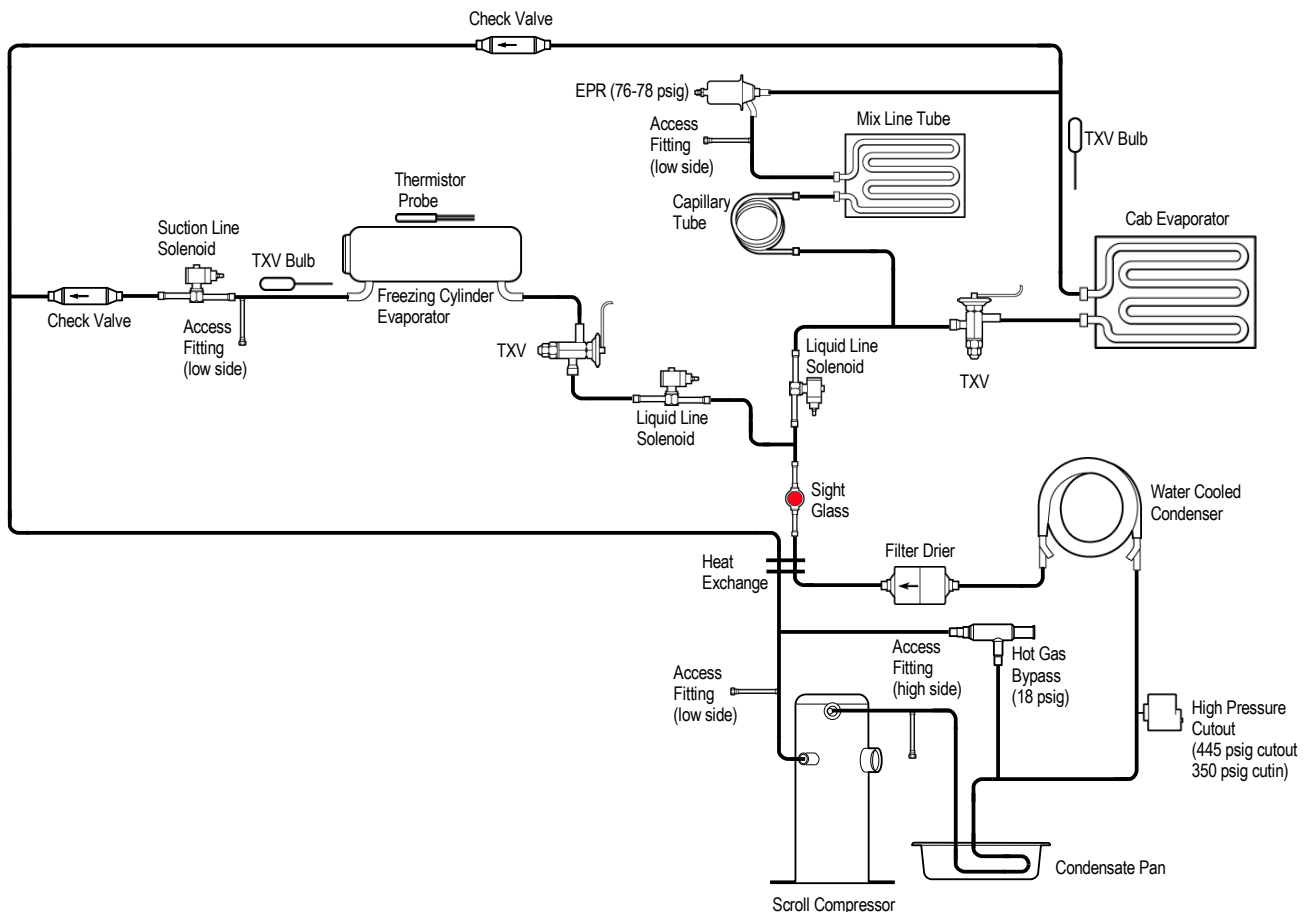 Check Valve
EPR (76-78 psig)
Access
Fitting
(low side)
Mix Line Tube
TXV Bulb
Thermistor
Probe
Capillary
Tube
Cab Evaporator
Suction Line
Solenoid
TXV Bulb
Freezing Cylinder
Evaporator
Check Valve
Access
Fitting
(low side)
TXV
Liquid Line
Solenoid
TXV
Liquid Line
Solenoid
Sight
Glass
Water Cooled
Condenser
Heat
Exchange
Filter Drier
Access
Fitting
(high side)
Hot Gas
Bypass
(18 psig)
Access
Fitting
(low side)
High Pressure
Cutout
(445 psig cutout
350 psig cutin)
Condensate Pan
Scroll Compressor